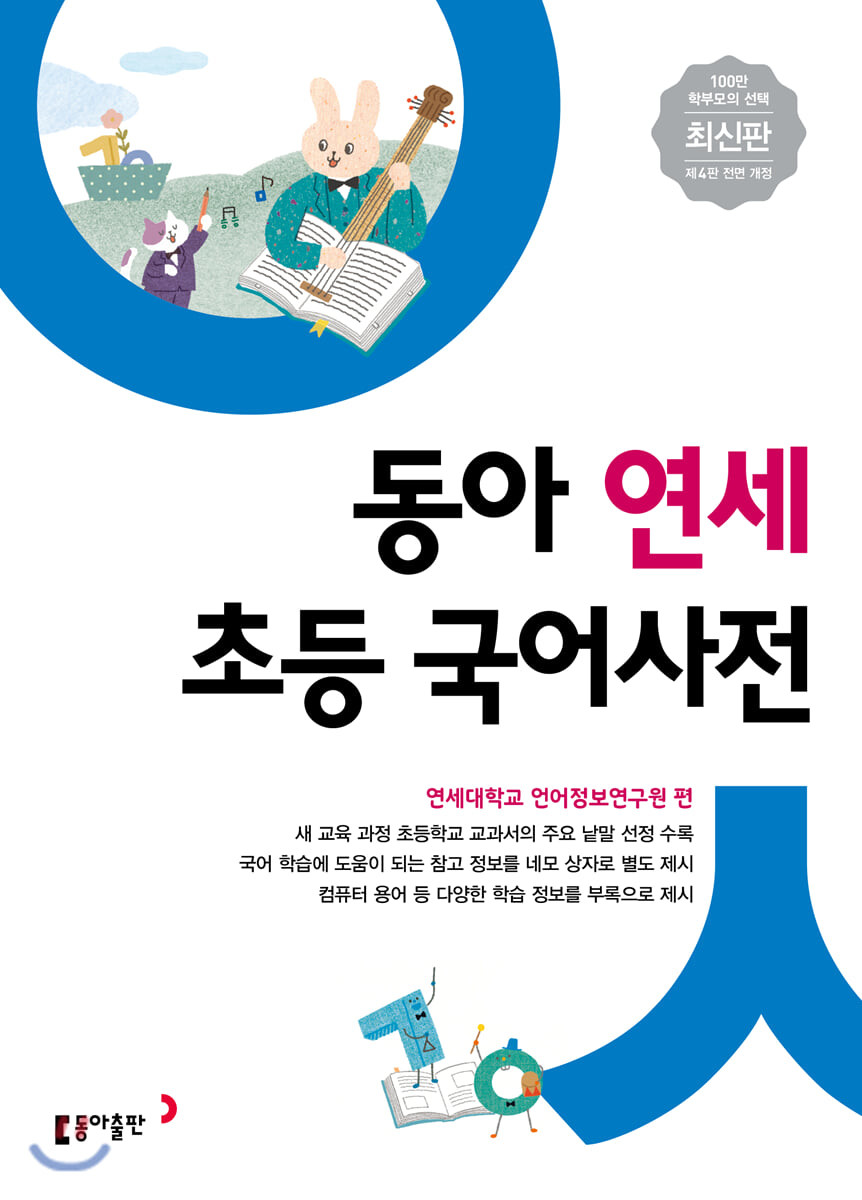 100만
학부모의 선택
최신판
제4판 전면 개정
동아 연세
초등 국어사전
연세대학교 언어정보연구원 편
새 교육 과정 초등학교 교과서의 주요 낱말 선정 수록
국어 학습에 도움이 되는 참고 정보를 네모 상자로 별도 제시
컴퓨터 용어 등 다양한 학습 정보를 부록으로 제시
동아출판